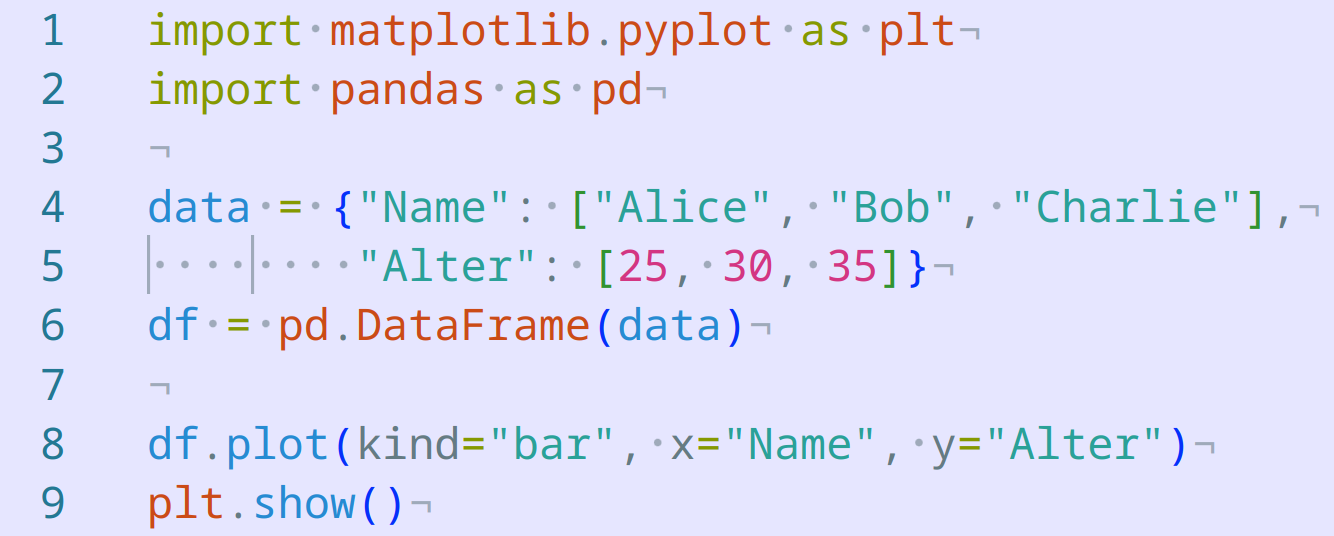 1 import matplotlib.pyplot as plt
2 import pandas as pd
3
4 data = {"Name": ["Alice", "Bob", "Charlie"],
5         "Alter": [25, 30, 35]}
6 df = pd.DataFrame(data)
7
8 df.plot(kind="bar", x="Name", y="Alter")
9 plt.show()